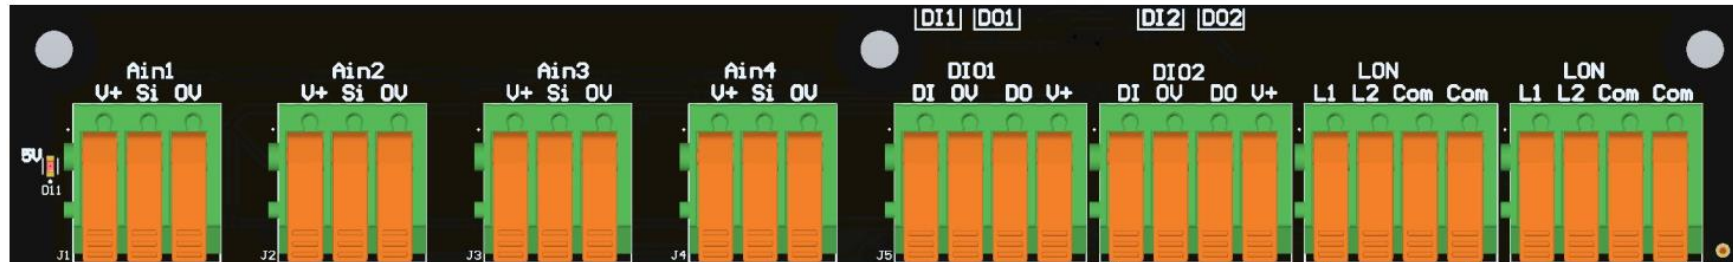 DI1 DO1 DI2 DO2
Ain1 Ain2 Ain3 Ain4 DIO1 DIO2 LON LON
V+ Si 0V V+ Si 0V V+ Si 0V V+ Si 0V DI 0V DO V+ DI 0V DO V+ L1 L2 Com Com L1 L2 Com Com
5V
D11
J1 J2 J3 J4 J5